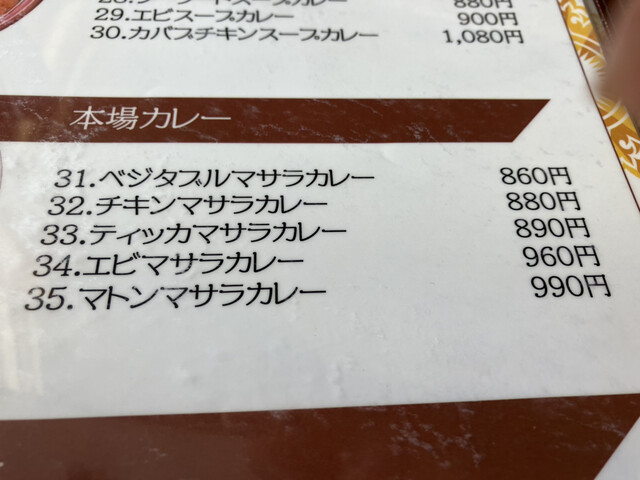 880円
29.エビスープカレー 900円
30.カバブチキンスープカレー 1,080円
本場カレー
31.ベジタブルマサラカレー 860円
32.チキンマサラカレー 880円
33.ティッカマサラカレー 890円
34.エビマサラカレー 960円
35.マトンマサラカレー 990円